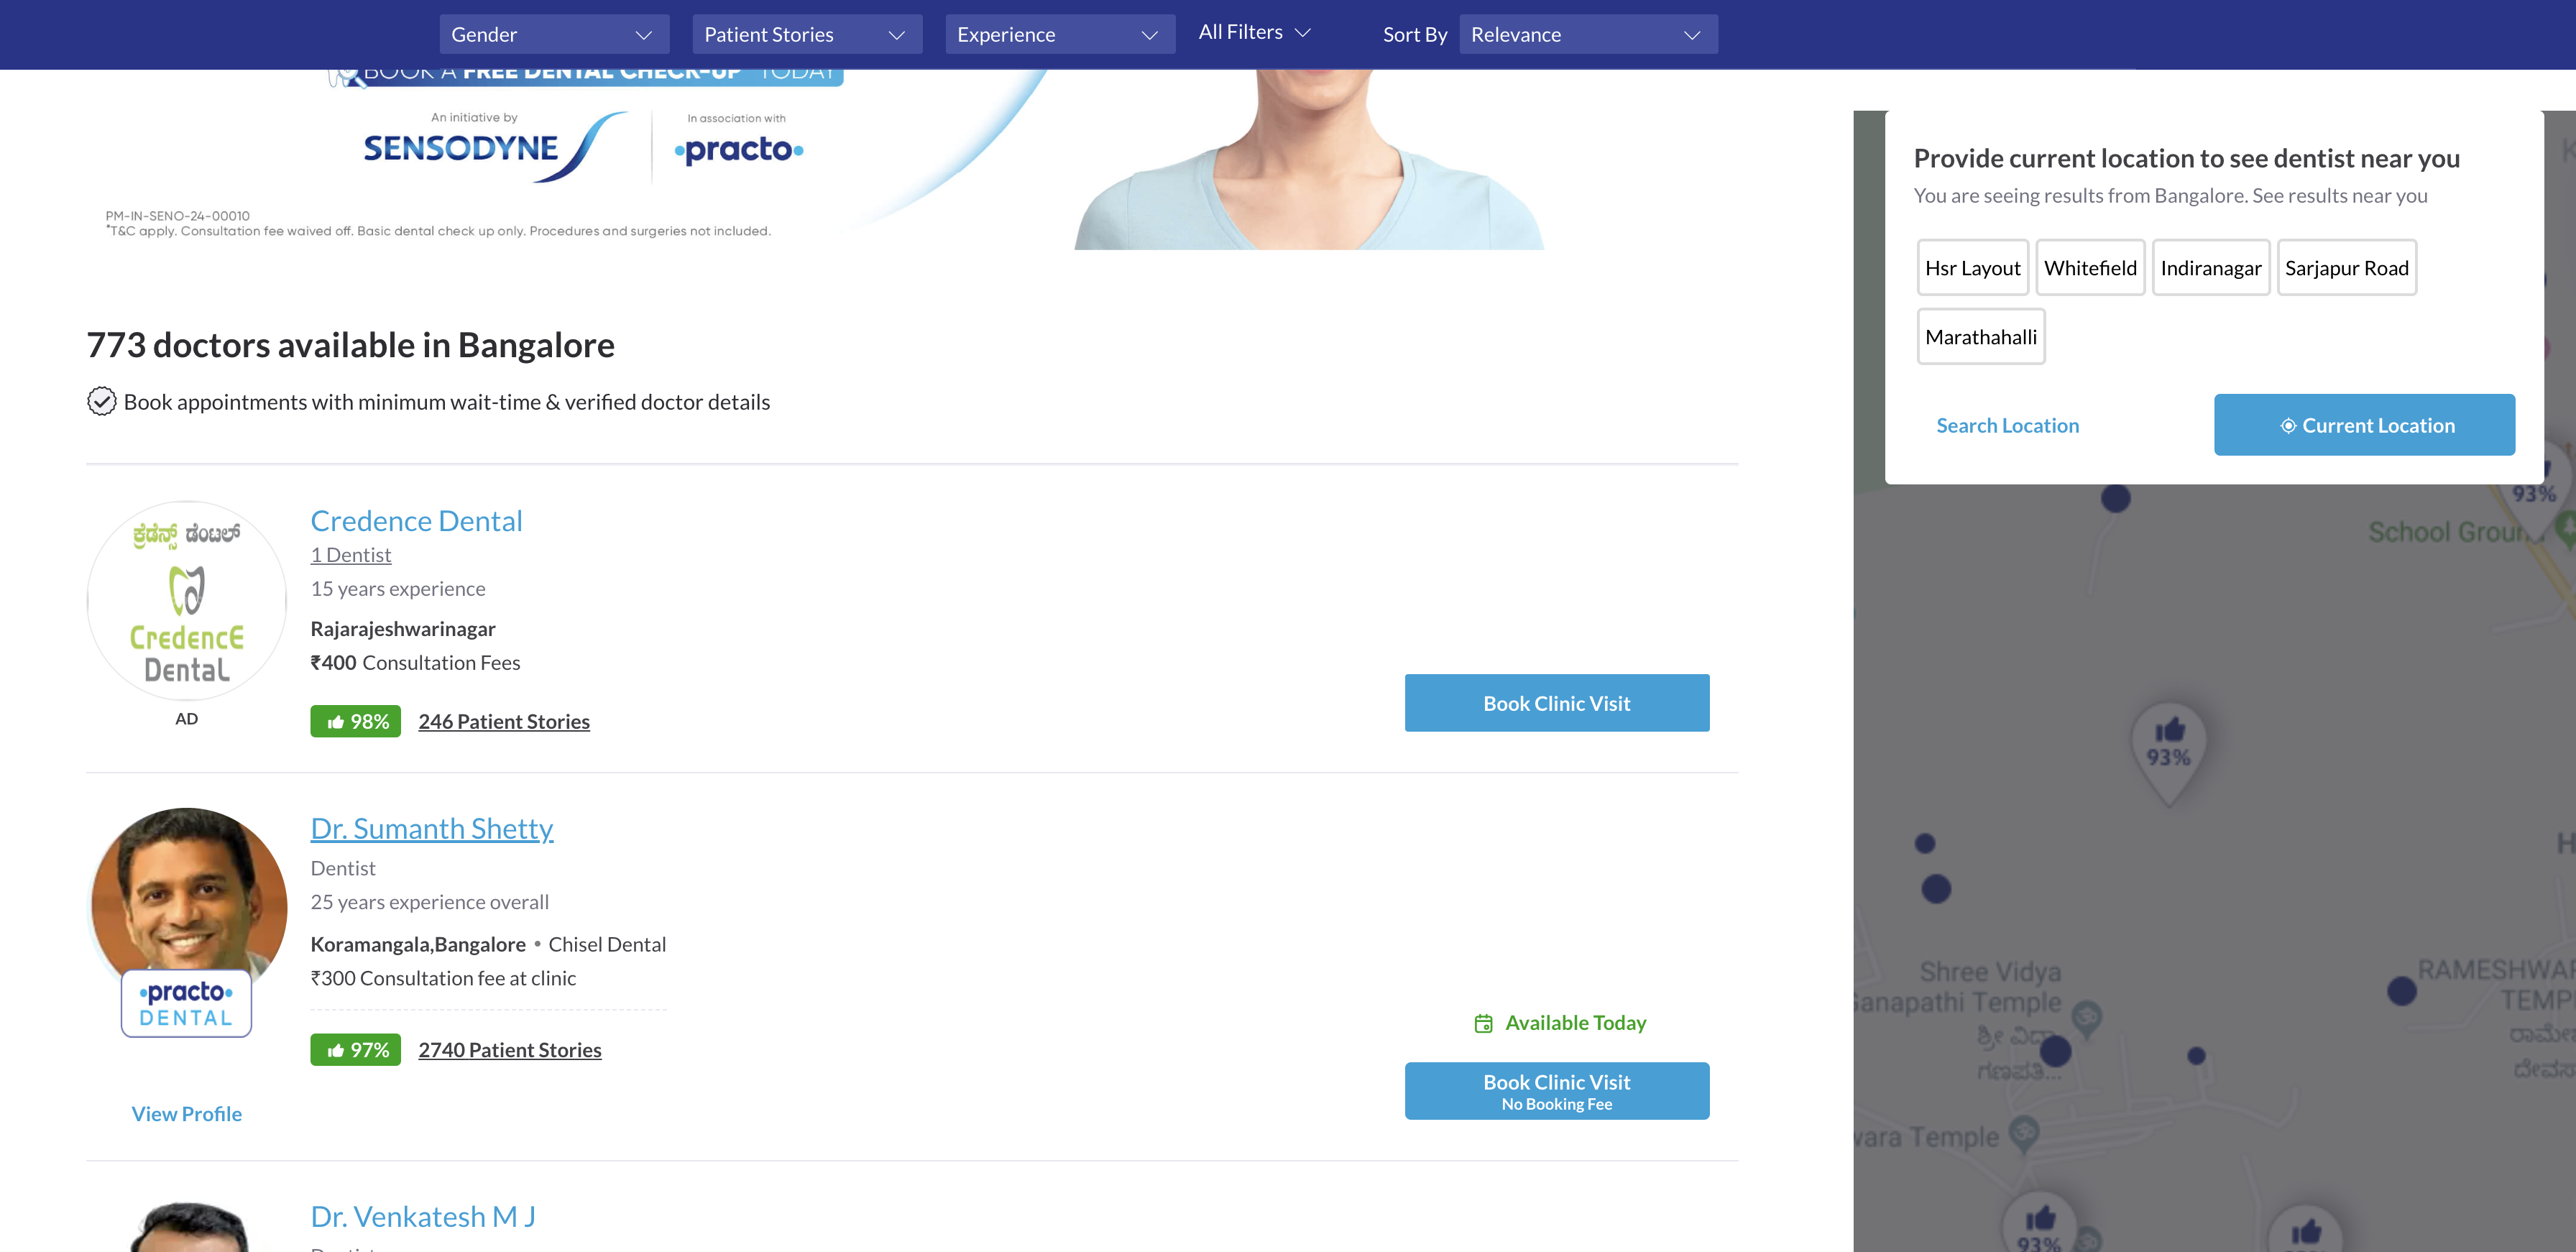 Gender
Patient Stories
Experience
All Filters
Sort By
Relevance
BOOK A FREE DENTAL CHECK-UP TODAY
An initiative by
SENSODYNE
In association with
practo
PM-IN-SENO-24-00010
*T&C apply. Consultation fee waived off. Basic dental check up only. Procedures and surgeries not included.
773 doctors available in Bangalore
Book appointments with minimum wait-time & verified doctor details
ಕ್ರೆಡೆನ್ಸ್ ಡೆಂಟಲ್
CredencE
DentaL
AD
Credence Dental
1 Dentist
15 years experience
Rajarajeshwarinagar
₹400 Consultation Fees
98% 246 Patient Stories
Book Clinic Visit
practo
DENTAL
View Profile
Dr. Sumanth Shetty
Dentist
25 years experience overall
Koramangala,Bangalore • Chisel Dental
₹300 Consultation fee at clinic
97% 2740 Patient Stories
Available Today
Book Clinic Visit
No Booking Fee
Dr. Venkatesh M J
Provide current location to see dentist near you
You are seeing results from Bangalore. See results near you
Hsr Layout
Whitefield
Indiranagar
Sarjapur Road
Marathahalli
Search Location
Current Location
93%
School Groun
93%
Shree Vidya
Ganapathi Temple
ಶ್ರೀ ವಿದ್ಯಾ
ಗಣಪತಿ...
RAMESHWAR
TEMPL
ರಾಮೇಶ
ದೇವಸ
wara Temple
93%